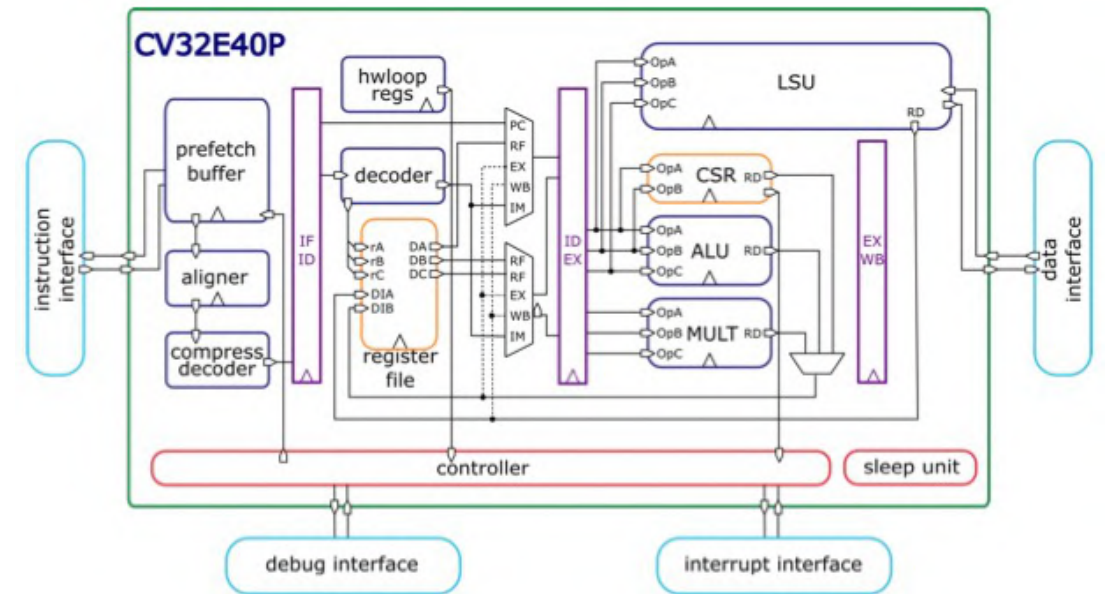 CV32E40P
instruction
interface
prefetch
buffer
aligner
compress
decoder
IF
ID
hwloop
regs
decoder
rA
rB
rC
DIA
DIB
DA
DB
DC
register
file
PC
RF
EX
WB
IM
RF
RF
EX
WB
IM
ID
EX
OpA
OpB
OpC
LSU
RD
OpA
OpB
CSR
RD
OpA
OpB
OpC
ALU
RD
OpA
OpB
OpC
MULT
RD
EX
WB
data
interface
controller
sleep unit
debug interface
interrupt interface